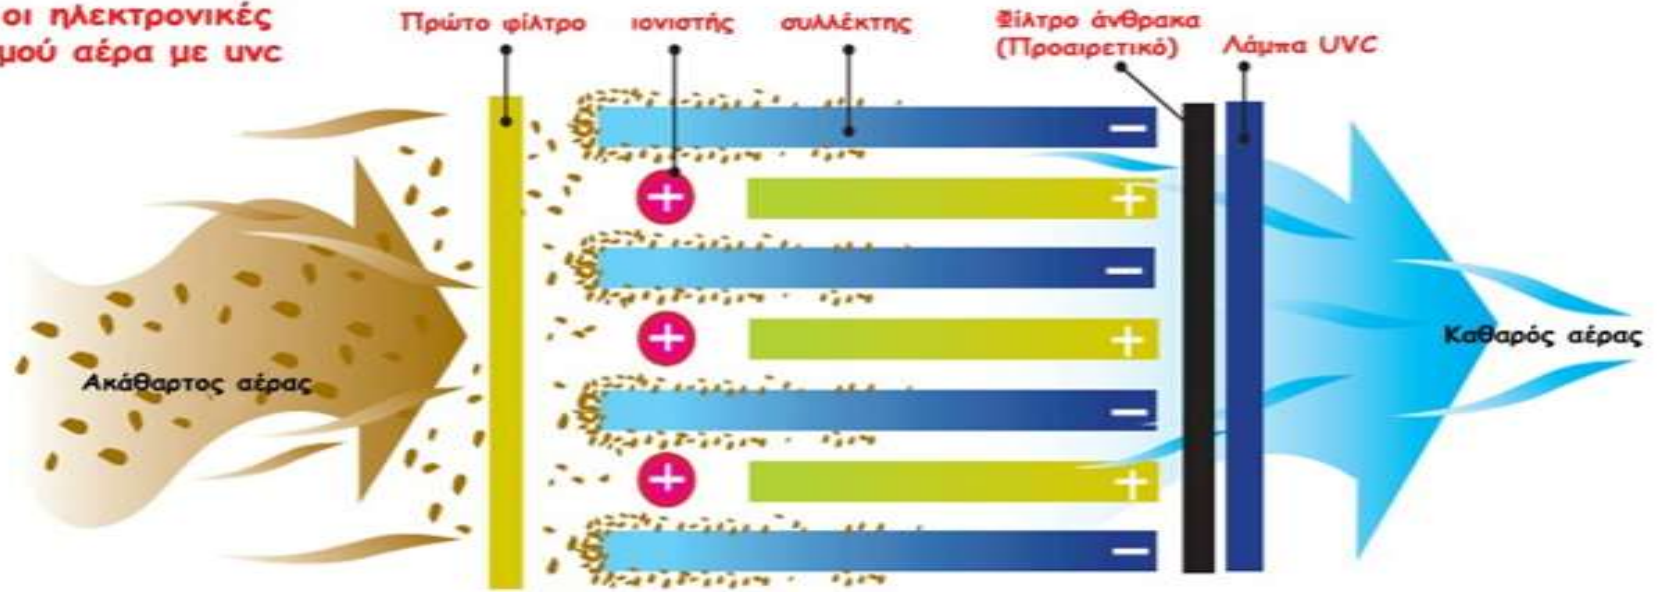 οι ηλεκτρονικές
μού αέρα με uvc
Πρώτο φίλτρο
ιονιστής
συλλέκτης
Φίλτρο άνθρακα
(Προαιρετικό)
Λάμπα UVC
Ακάθαρτος αέρας
Καθαρός αέρας